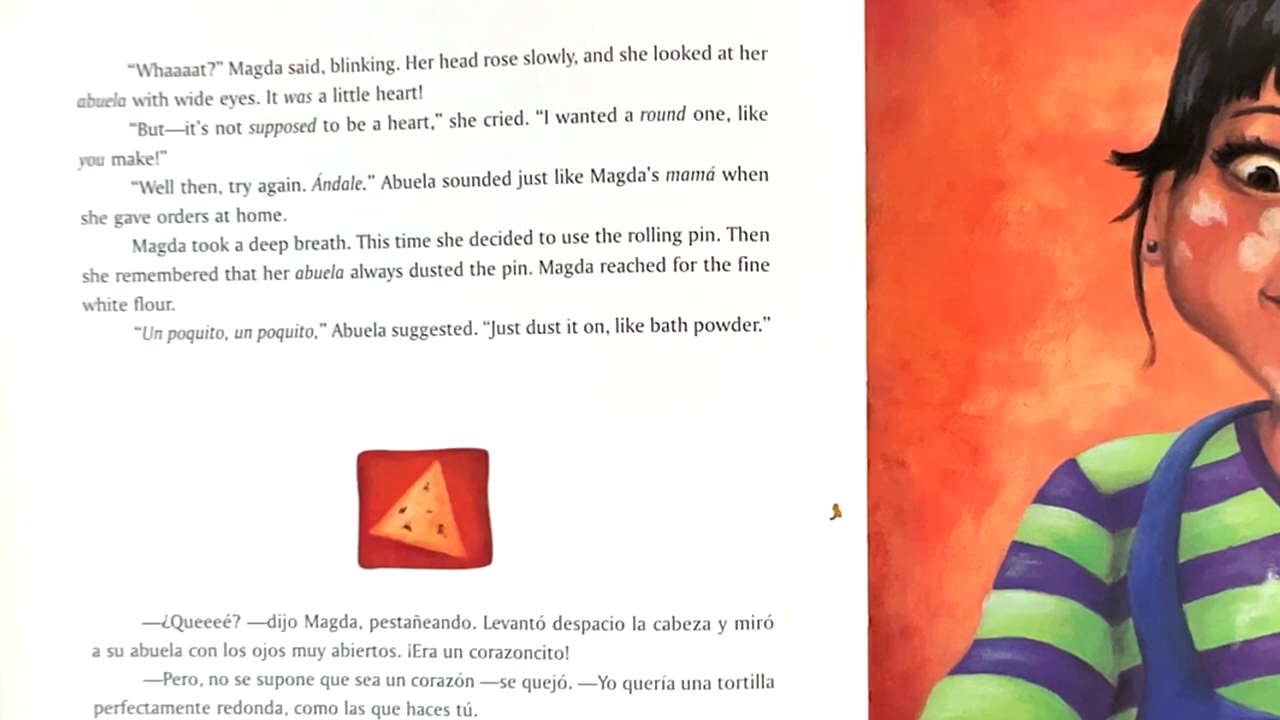 “Whaaaat?” Magda said, blinking. Her head rose slowly, and she looked at her
abuela with wide eyes. It was a little heart!
“But—it’s not supposed to be a heart,” she cried. “I wanted a round one, like
you make!”
“Well then, try again. Ándale.” Abuela sounded just like Magda’s mamá when
she gave orders at home.
Magda took a deep breath. This time she decided to use the rolling pin. Then
she remembered that her abuela always dusted the pin. Magda reached for the fine
white flour.
“Un poquito, un poquito,” Abuela suggested. “Just dust it on, like bath powder.”
—¿Queeeé? —dijo Magda, pestañeando. Levantó despacio la cabeza y miró
a su abuela con los ojos muy abiertos. ¡Era un corazoncito!
—Pero, no se supone que sea un corazón —se quejó. —Yo quería una tortilla
perfectamente redonda, como las que haces tú.